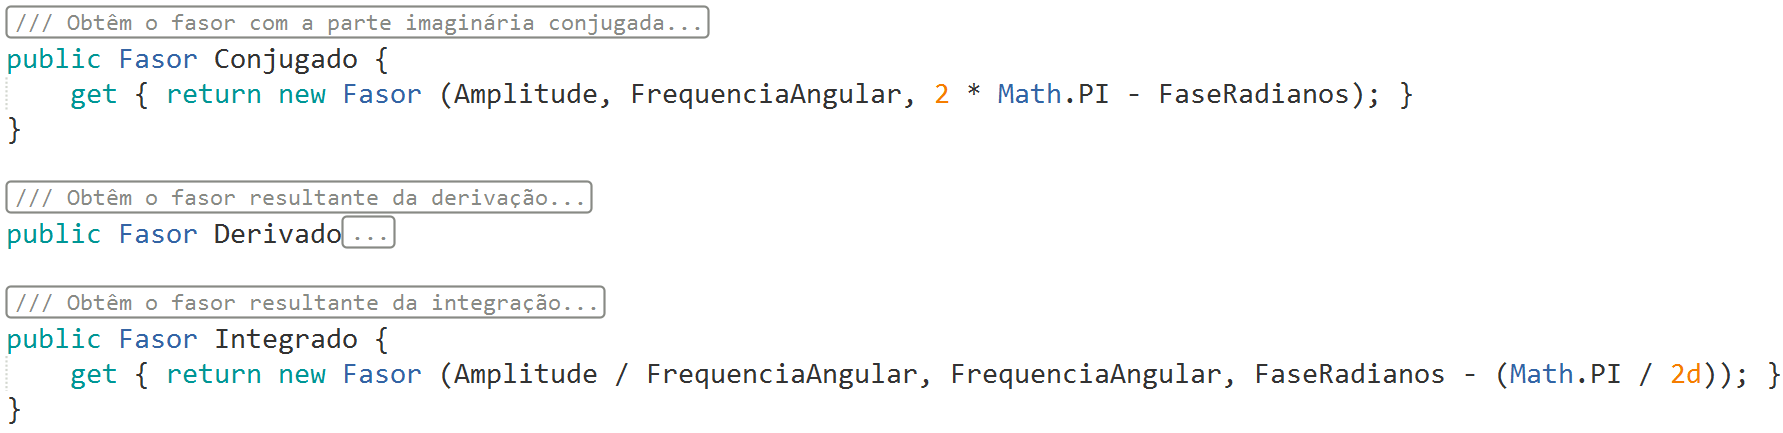 /// Obtêm o fasor com a parte imaginária conjugada...
public Fasor Conjugado {
get { return new Fasor (Amplitude, FrequenciaAngular, 2 * Math.PI - FaseRadianos); }
}
/// Obtêm o fasor resultante da derivação...
public Fasor Derivado...
/// Obtêm o fasor resultante da integração...
public Fasor Integrado {
get { return new Fasor (Amplitude / FrequenciaAngular, FrequenciaAngular, FaseRadianos - (Math.PI / 2d)); }
}